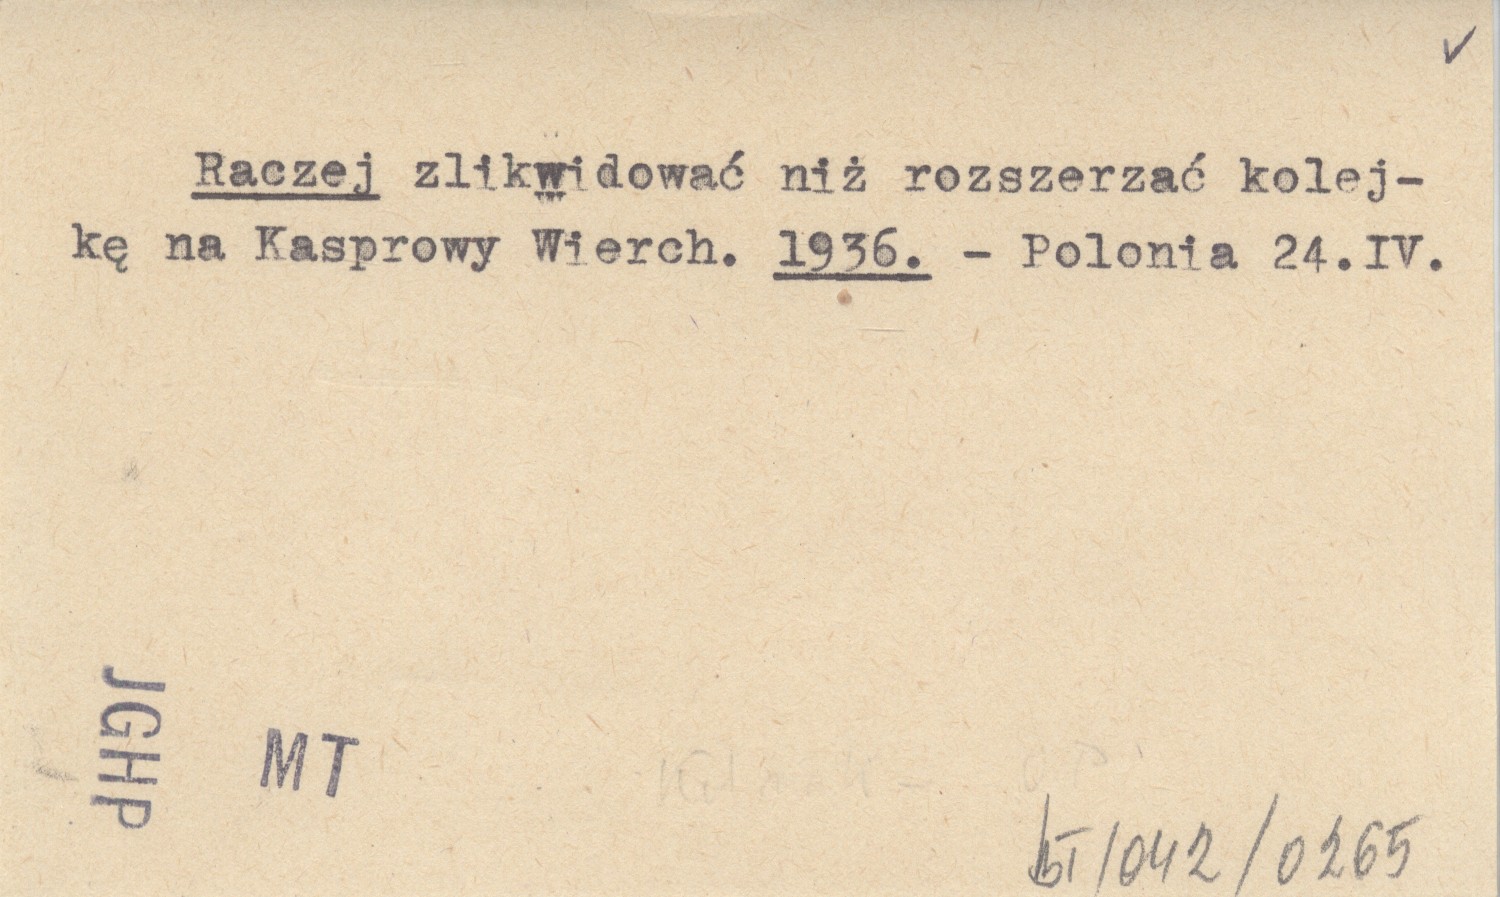 Raczej zlikwidować niż rozszerzać kolej-
kę na Kasprowy Wierch. 1936. - Polonia 24.IV.
JGHP
MT
bT/042/0265